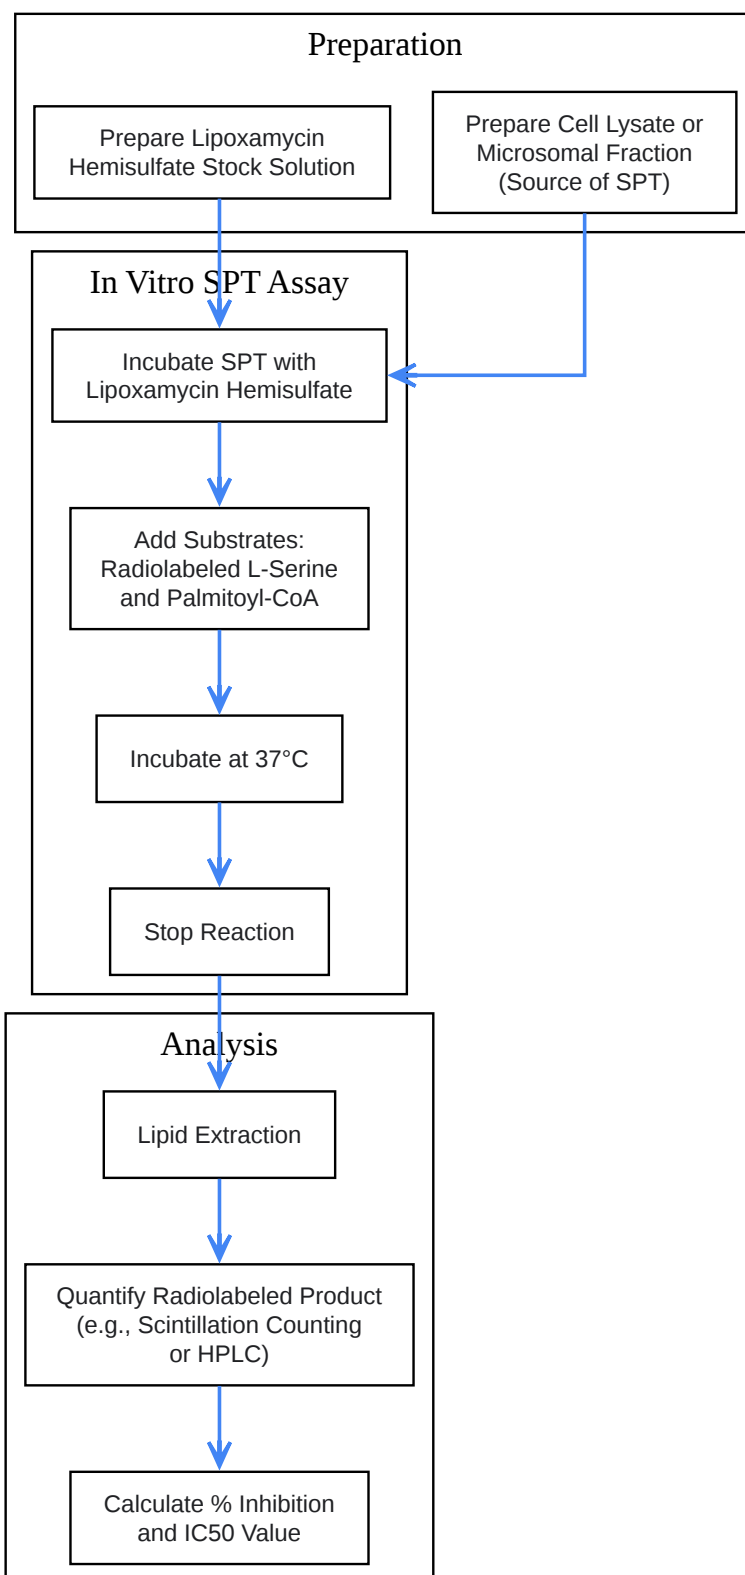 Preparation
Prepare Lipoxamycin
Hemisulfate Stock Solution
Prepare Cell Lysate or
Microsomal Fraction
(Source of SPT)
In Vitro SPT Assay
Incubate SPT with
Lipoxamycin Hemisulfate
Add Substrates:
Radiolabeled L-Serine
and Palmitoyl-CoA
Incubate at 37°C
Stop Reaction
Analysis
Lipid Extraction
Quantify Radiolabeled Product
(e.g., Scintillation Counting
or HPLC)
Calculate % Inhibition
and IC50 Value